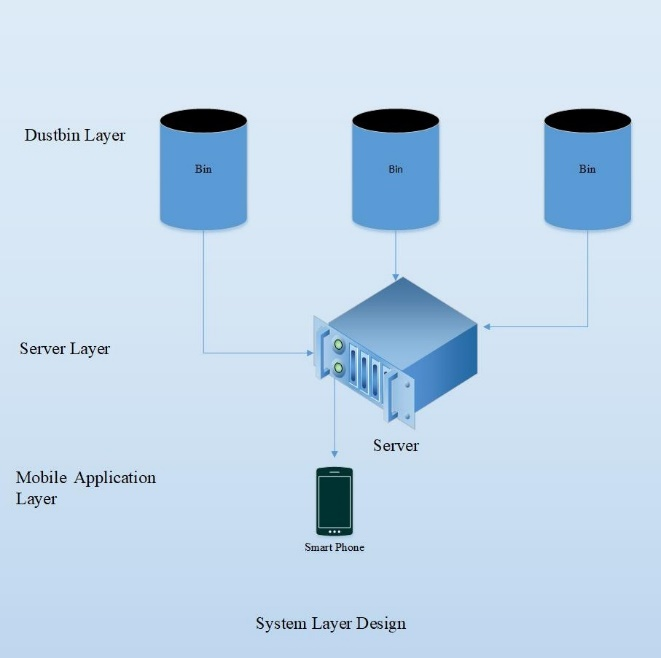 Dustbin Layer
Bin
Bin
Bin
Server Layer
Server
Mobile Application
Layer
Smart Phone
System Layer Design